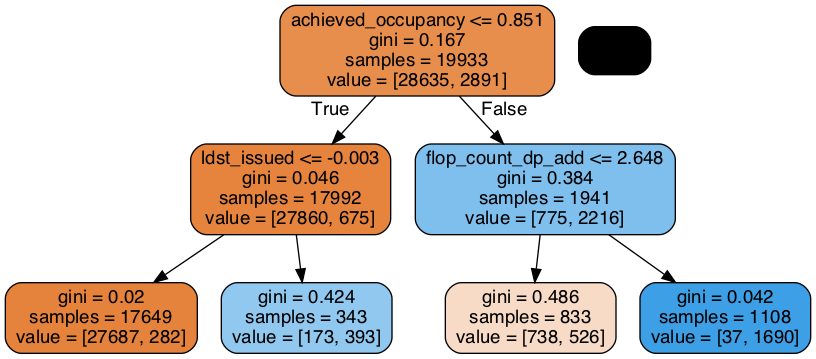 achieved_occupancy <= 0.851
gini = 0.167
samples = 19933
value = [28635, 2891]
True
False
ldst_issued <= -0.003
gini = 0.046
samples = 17992
value = [27860, 675]
flop_count_dp_add <= 2.648
gini = 0.384
samples = 1941
value = [775, 2216]
gini = 0.02
samples = 17649
value = [27687, 282]
gini = 0.424
samples = 343
value = [173, 393]
gini = 0.486
samples = 833
value = [738, 526]
gini = 0.042
samples = 1108
value = [37, 1690]